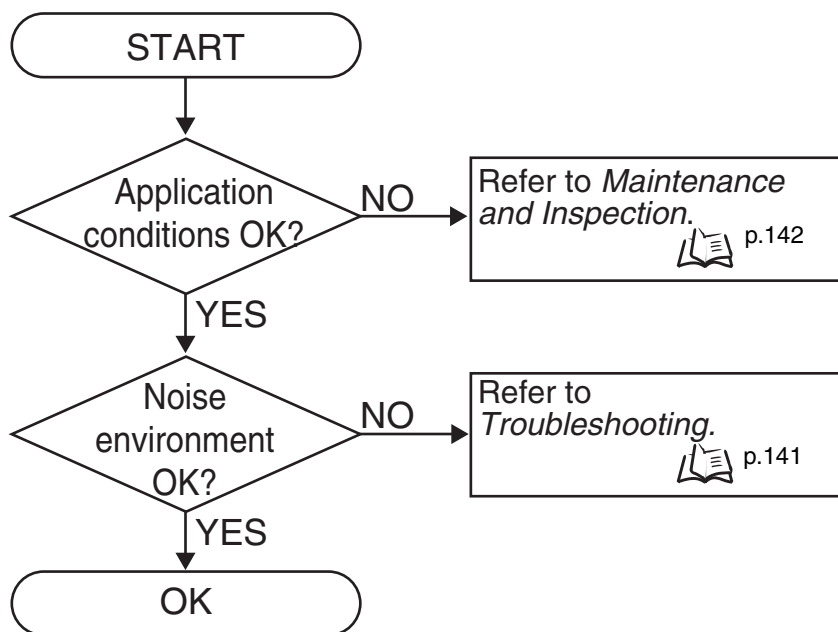 START
Application
conditions OK?
NO
Refer to Maintenance
and Inspection.
p.142
YES
Noise
environment
OK?
NO
Refer to
Troubleshooting.
p.141
YES
OK